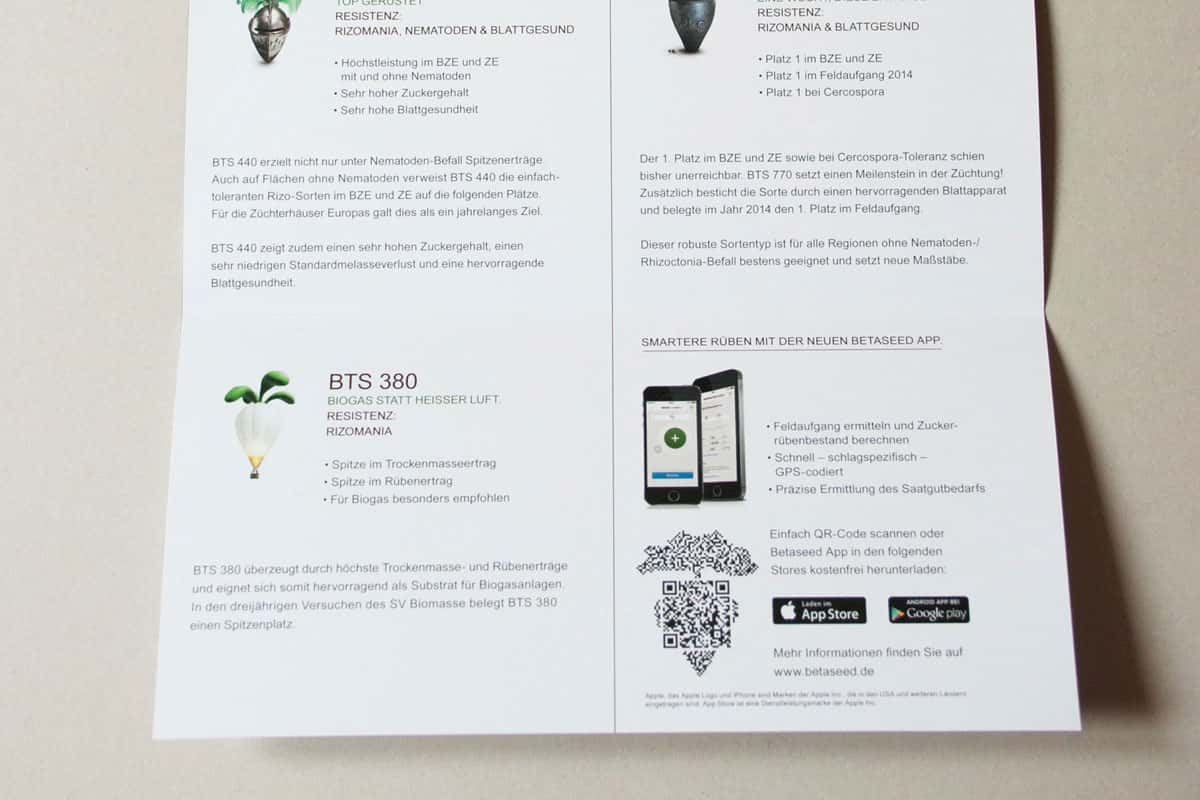 TOP GERÜSTET
RESISTENZ:
RIZOMANIA, NEMATODEN & BLATTGESUND
• Höchstleistung im BZE und ZE
mit und ohne Nematoden
• Sehr hoher Zuckergehalt
• Sehr hohe Blattgesundheit
BTS 440 erzielt nicht nur unter Nematoden-Befall Spitzenerträge.
Auch auf Flächen ohne Nematoden verweist BTS 440 die einfach-
toleranten Rizo-Sorten im BZE und ZE auf die folgenden Plätze.
Für die Züchterhäuser Europas galt dies als ein jahrelanges Ziel.
BTS 440 zeigt zudem einen sehr hohen Zuckergehalt, einen
sehr niedrigen Standardmelasseverlust und eine hervorragende
Blattgesundheit.
RESISTENZ:
RIZOMANIA & BLATTGESUND
• Platz 1 im BZE und ZE
• Platz 1 im Feldaufgang 2014
• Platz 1 bei Cercospora
Der 1. Platz im BZE und ZE sowie bei Cercospora-Toleranz schien
bisher unerreichbar. BTS 770 setzt einen Meilenstein in der Züchtung!
Zusätzlich besticht die Sorte durch einen hervorragenden Blattapparat
und belegte im Jahr 2014 den 1. Platz im Feldaufgang.
Dieser robuste Sortentyp ist für alle Regionen ohne Nematoden-/
Rhizoctonia-Befall bestens geeignet und setzt neue Maßstäbe.
BTS 380
BIOGAS STATT HEISSER LUFT.
RESISTENZ:
RIZOMANIA
• Spitze im Trockenmasseertrag
• Spitze im Rübenertrag
• Für Biogas besonders empfohlen
BTS 380 überzeugt durch höchste Trockenmasse- und Rübenerträge
und eignet sich somit hervorragend als Substrat für Biogasanlagen.
In den dreijährigen Versuchen des SV Biomasse belegt BTS 380
einen Spitzenplatz.
SMARTERE RÜBEN MIT DER NEUEN BETASEED APP.
• Feldaufgang ermitteln und Zucker-
rübenbestand berechnen
• Schnell – schlagspezifisch –
GPS-codiert
• Präzise Ermittlung des Saatgutbedarfs
Einfach QR-Code scannen oder
Betaseed App in den folgenden
Stores kostenfrei herunterladen:
Laden im
App Store
ANDROID APP BEI
Google play
Mehr Informationen finden Sie auf
www.betaseed.de
Apple, das Apple Logo und iPhone sind Marken der Apple Inc., die in den USA und weiteren Ländern
eingetragen sind. App Store ist eine Dienstleistungsmarke der Apple Inc.